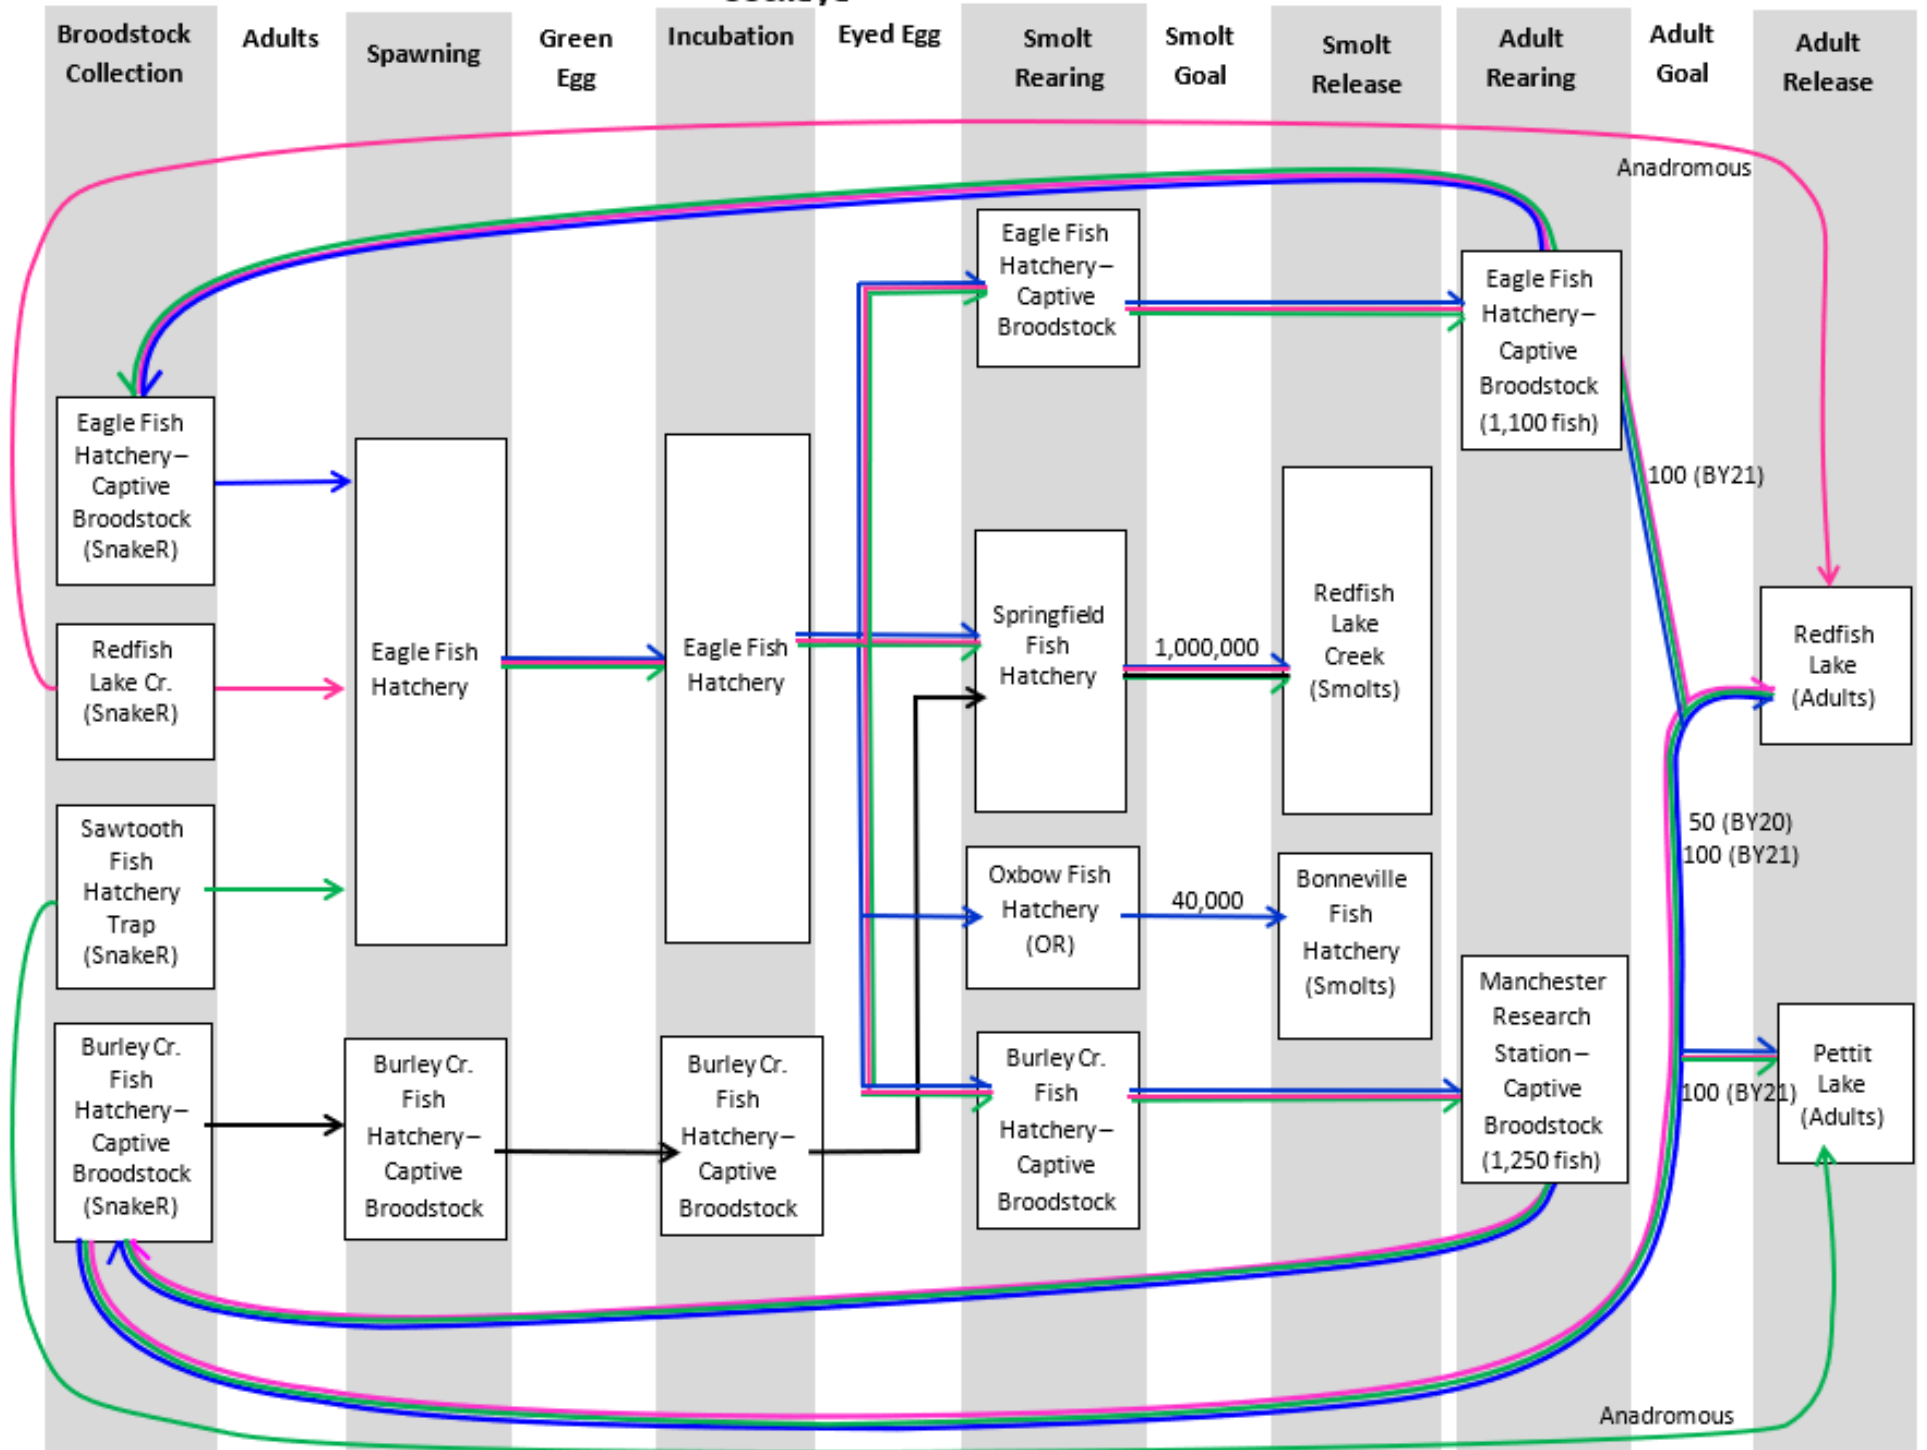 Broodstock
Collection
Adults
Spawning
Green
Egg
Incubation
Eyed Egg
Smolt
Rearing
Smolt
Goal
Smolt
Release
Adult
Rearing
Adult
Goal
Adult
Release
Anadromous
Eagle Fish
Hatchery–
Captive
Broodstock
Eagle Fish
Hatchery–
Captive
Broodstock
(1,100 fish)
Eagle Fish
Hatchery–
Captive
Broodstock
(SnakeR)
100 (BY21)
Redfish
Lake Cr.
(SnakeR)
Eagle Fish
Hatchery
Eagle Fish
Hatchery
Springfield
Fish
Hatchery
1,000,000
Redfish
Lake
Creek
(Smolts)
Redfish
Lake
(Adults)
Sawtooth
Fish
Hatchery
Trap
(SnakeR)
50 (BY20)
100 (BY21)
Oxbow Fish
Hatchery
(OR)
40,000
Bonneville
Fish
Hatchery
(Smolts)
Burley Cr.
Fish
Hatchery–
Captive
Broodstock
(SnakeR)
Burley Cr.
Fish
Hatchery–
Captive
Broodstock
Burley Cr.
Fish
Hatchery–
Captive
Broodstock
Burley Cr.
Fish
Hatchery–
Captive
Broodstock
Manchester
Research
Station–
Captive
Broodstock
(1,250 fish)
100 (BY21)
Pettit
Lake
(Adults)
Anadromous